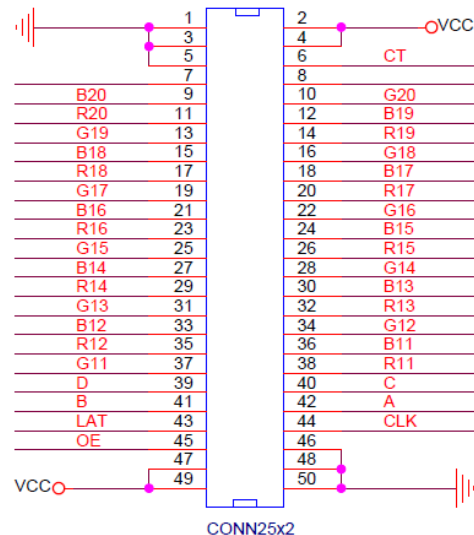 1 2 VCC
3 4
5 6 CT
7 8
B20 9 10 G20
R20 11 12 B19
G19 13 14 R19
B18 15 16 G18
R18 17 18 B17
G17 19 20 R17
B16 21 22 G16
R16 23 24 B15
G15 25 26 R15
B14 27 28 G14
R14 29 30 B13
G13 31 32 R13
B12 33 34 G12
R12 35 36 B11
G11 37 38 R11
D 39 40 C
B 41 42 A
LAT 43 44 CLK
OE 45 46
47 48
VCC 49 50
CONN25x2